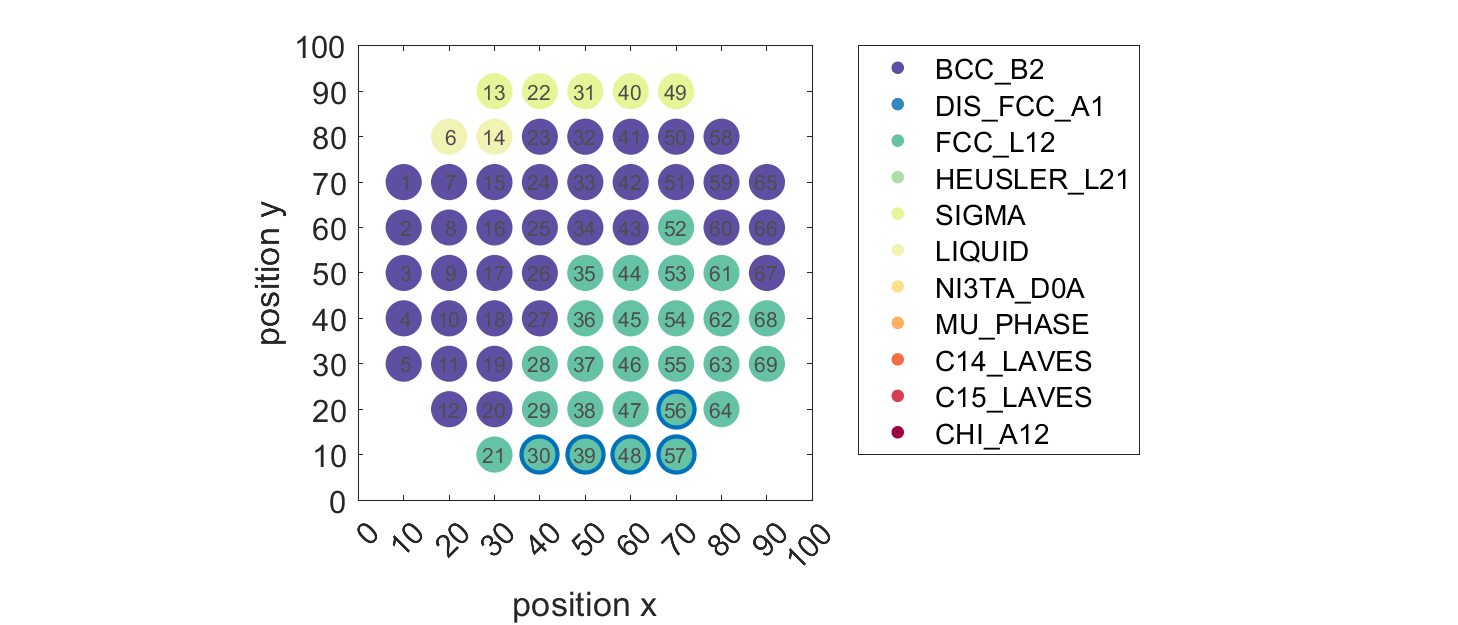 100
90
80
70
60
50
40
30
20
10
0
position y
13 22 31 40 49
6 14 23 32 41 50 58
1 7 15 24 33 42 51 59 65
2 8 16 25 34 43 52 60 66
3 9 17 26 35 44 53 61 67
4 10 18 27 36 45 54 62 68
5 11 19 28 37 46 55 63 69
12 20 29 38 47 56 64
21 30 39 48 57
0 10 20 30 40 50 60 70 80 90 100
position x
BCC_B2
DIS_FCC_A1
FCC_L12
HEUSLER_L21
SIGMA
LIQUID
NI3TA_D0A
MU_PHASE
C14_LAVES
C15_LAVES
CHI_A12